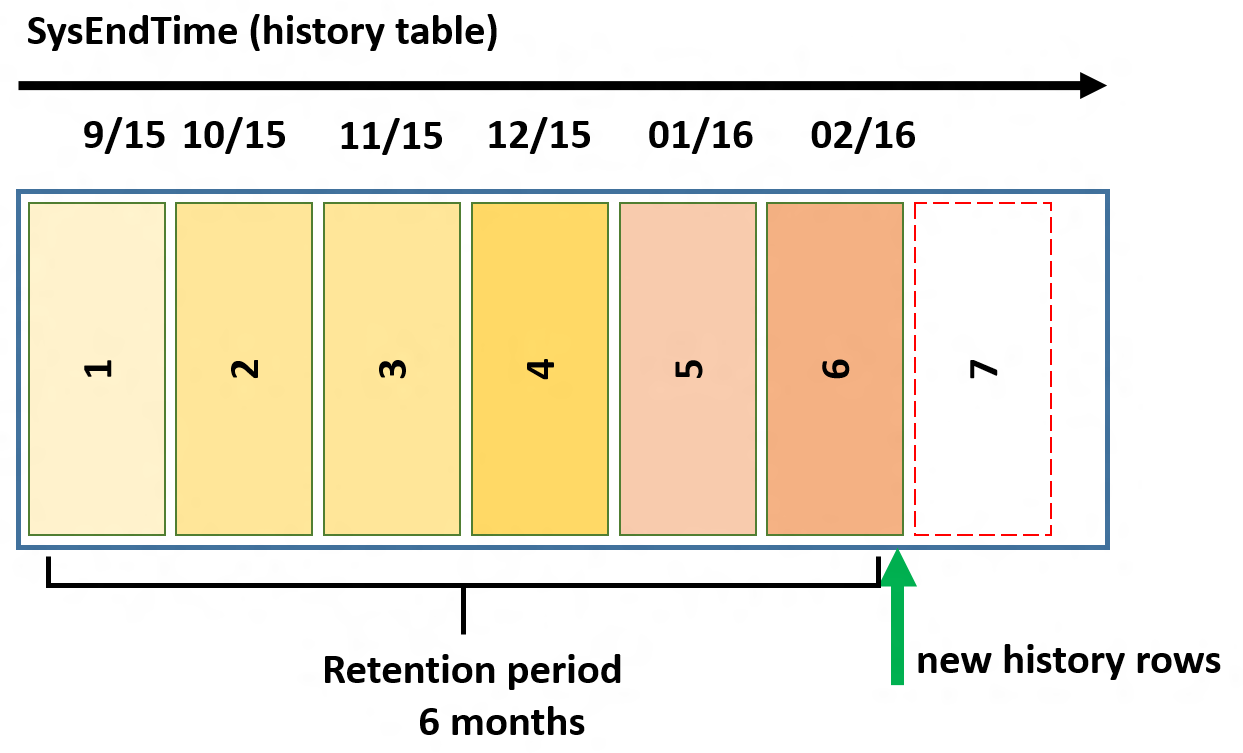 SysEndTime (history table)
9/15 10/15 11/15 12/15 01/16 02/16
1 2 3 4 5 6 7
Retention period
6 months
new history rows